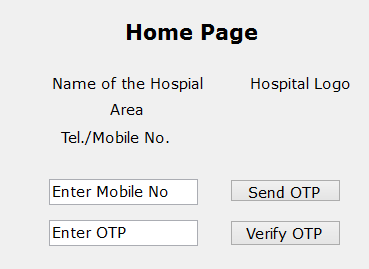 Home Page
Name of the Hospial
Hospital Logo
Area
Tel./Mobile No.
Enter Mobile No
Send OTP
Enter OTP
Verify OTP